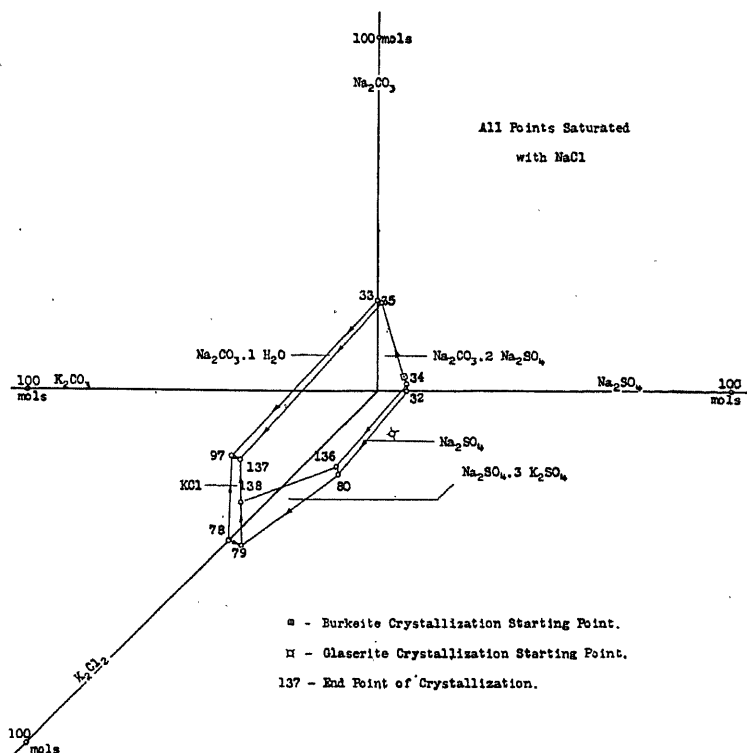 100 mols
Na₂CO₃
All Points Saturated
with NaCl
33
35
Na₂CO₃.1 H₂O
Na₂CO₃.2 Na₂SO₄
34
100
mols
K₂CO₃
Na₂SO₄
100
mols
32
Na₂SO₄
97
137
136
KCl
138
80
Na₂SO₄.3 K₂SO₄
78
79
▫ - Burkeite Crystallization Starting Point.
¤ - Glaserite Crystallization Starting Point.
137 - End Point of Crystallization.
K₂Cl₂
100
mols